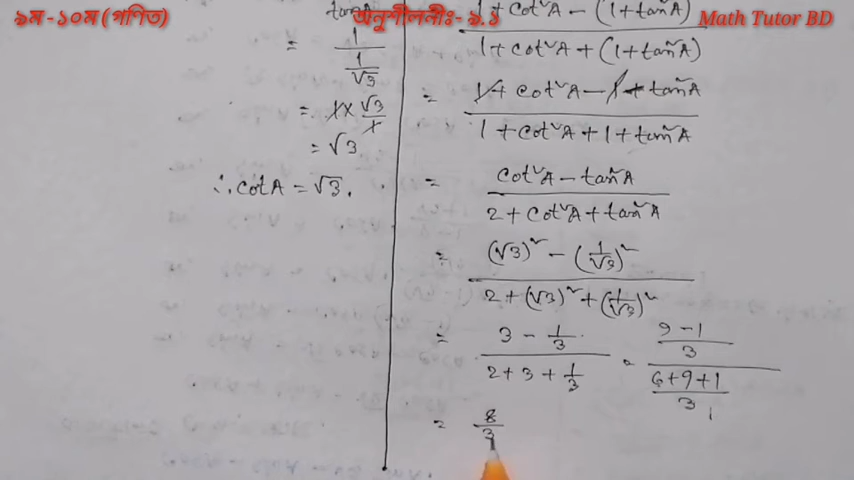 ৯ম - ১০ম (গণিত)
অনুশীলনীঃ- ৯.১
Math Tutor BD
tanA
= 1 / (1/√3)
= 1 × √3/1
= √3
∴ cotA = √3.
1 + cot²A − (1 + tan²A) / 1 + cot²A + (1 + tan²A)
= 1 + cot²A − 1 − tan²A / 1 + cot²A + 1 + tan²A
= cot²A − tan²A / 2 + cot²A + tan²A
= (√3)² − (1/√3)² / 2 + (√3)² + (1/√3)²
= 3 − 1/3 / 2 + 3 + 1/3 = (9 − 1)/3 / (6 + 9 + 1)/3
= 8/3